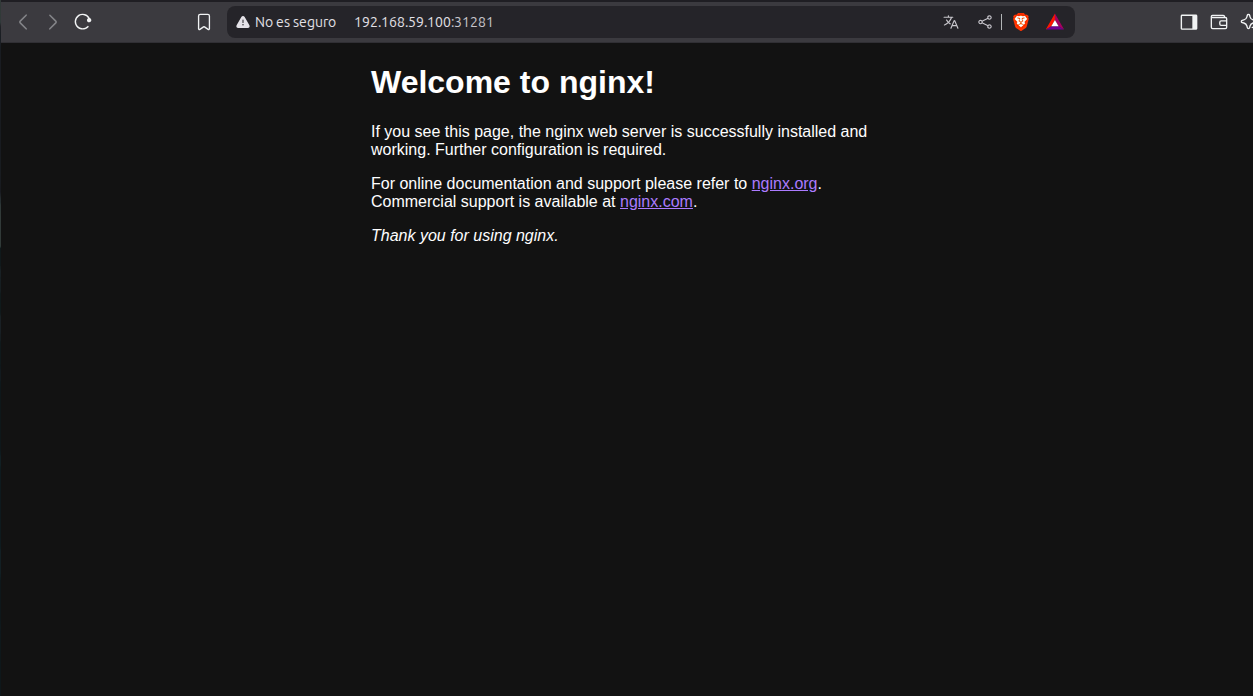 No es seguro 192.168.59.100:31281
Welcome to nginx!
If you see this page, the nginx web server is successfully installed and
working. Further configuration is required.
For online documentation and support please refer to nginx.org.
Commercial support is available at nginx.com.
Thank you for using nginx.